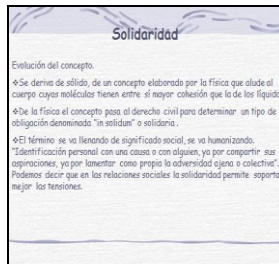 Solidaridad
Evolución del concepto.
❖Se deriva de sólido, de un concepto elaborado por la física que alude al
cuerpo cuyas moléculas tienen entre sí mayor cohesión que la de los líquidos
❖De la física el concepto pasa al derecho civil para determinar un tipo de
obligación denominada "in solidum" o solidaria.
❖El término se va llenando de significado social, se va humanizando.
"Identificación personal con una causa o con alguien, ya por compartir sus
aspiraciones, ya por lamentar como propia la adversidad ajena o colectiva".
Podemos decir que en las relaciones sociales la solidaridad permite soporta
mejor las tensiones.